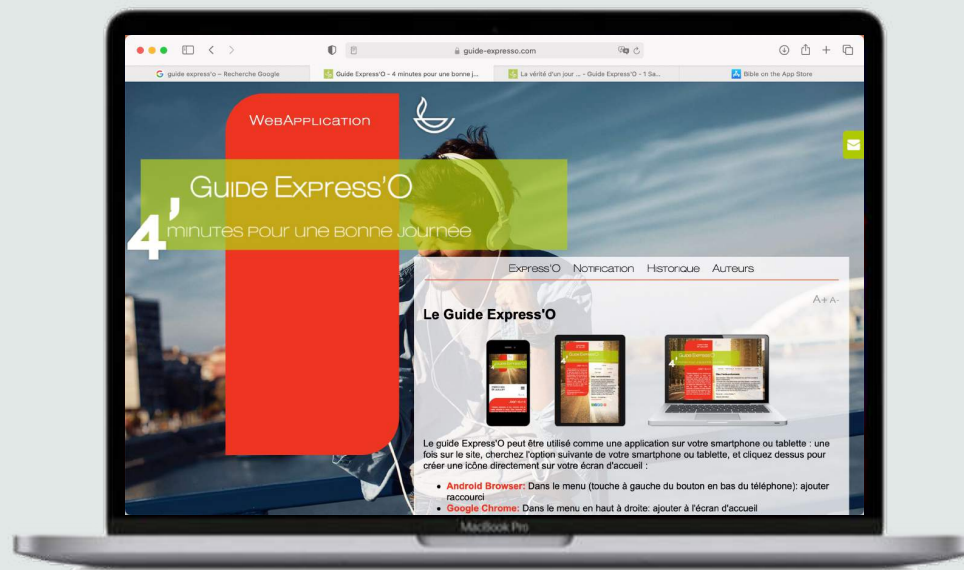 guide-expresso.com
guide express'o – Recherche Google
Guide Express'O - 4 minutes pour une bonne j...
La vérité d'un jour ... – Guide Express'O - 1 Sa...
Bible on the App Store
WebApplication
Guide Express'O
4' minutes pour une bonne journée
Express'O Notification Historique Auteurs
A+ A-
Le Guide Express'O
Le guide Express'O peut être utilisé comme une application sur votre smartphone ou tablette : une
fois sur le site, cherchez l'option suivante de votre smartphone ou tablette, et cliquez dessus pour
créer une icône directement sur votre écran d'accueil :
• Android Browser: Dans le menu (touche à gauche du bouton en bas du téléphone): ajouter
raccourci
• Google Chrome: Dans le menu en haut à droite: ajouter à l'écran d'accueil
MacBook Pro